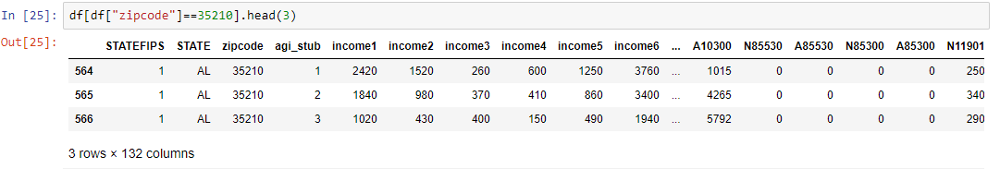 In [25]: df[df["zipcode"]==35210].head(3)
Out[25]:
STATEFIPS STATE zipcode agi_stub income1 income2 income3 income4 income5 income6 ... A10300 N85530 A85530 N85300 A85300 N11901
564 1 AL 35210 1 2420 1520 260 600 1250 3760 ... 1015 0 0 0 0 250
565 1 AL 35210 2 1840 980 370 410 860 3400 ... 4265 0 0 0 0 340
566 1 AL 35210 3 1020 430 400 150 490 1940 ... 5792 0 0 0 0 290
3 rows × 132 columns